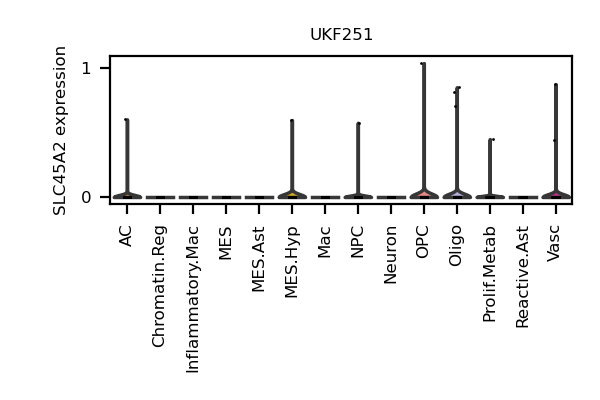 UKF251
SLC45A2 expression
1
0
AC
Chromatin.Reg
Inflammatory.Mac
MES
MES.Ast
MES.Hyp
Mac
NPC
Neuron
OPC
Oligo
Prolif.Metab
Reactive.Ast
Vasc